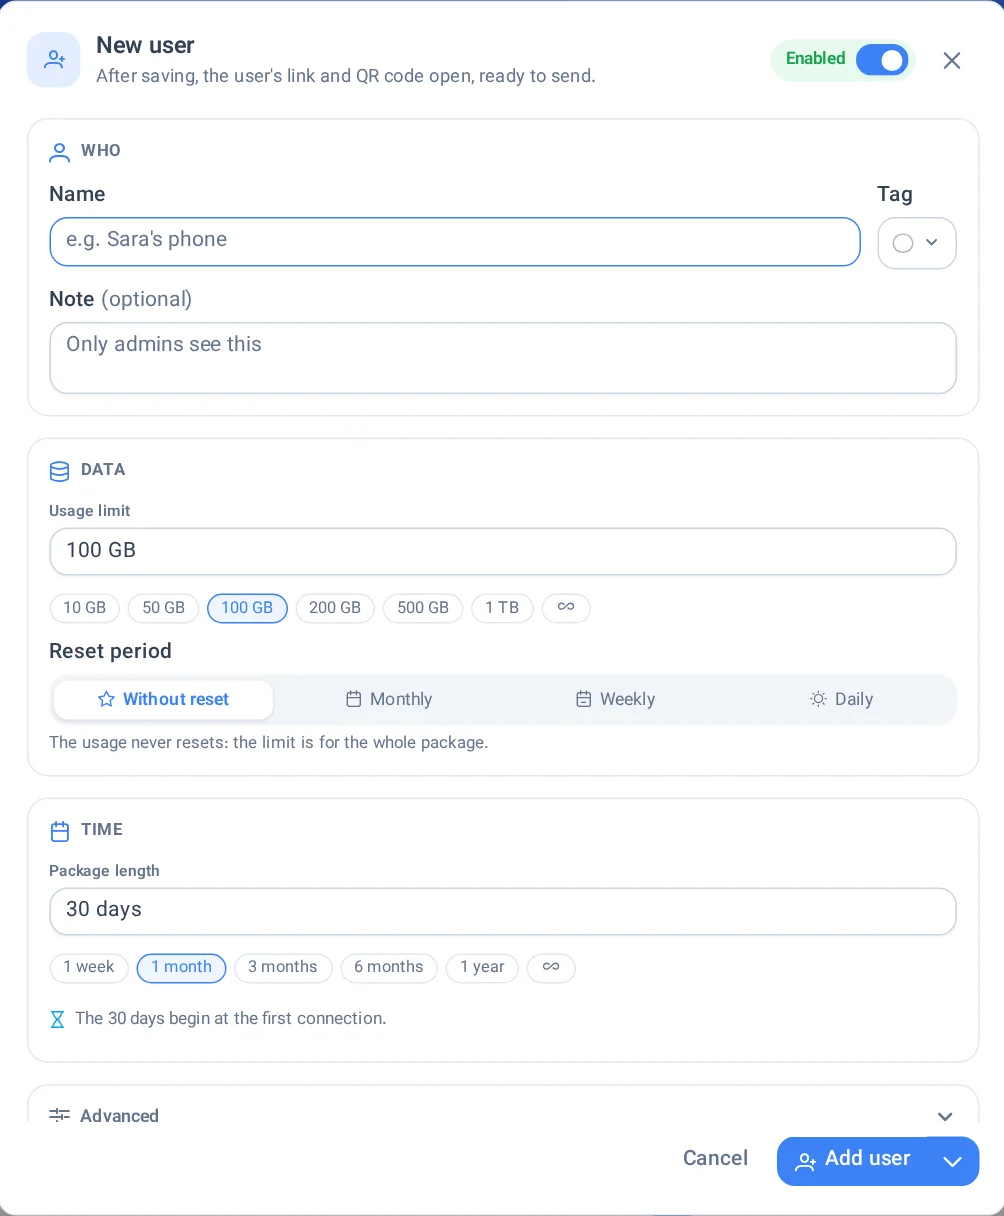 New user
After saving, the user's link and QR code open, ready to send.
Enabled
WHO
Name
Tag
e.g. Sara's phone
Note (optional)
Only admins see this
DATA
Usage limit
100 GB
10 GB 50 GB 100 GB 200 GB 500 GB 1 TB ∞
Reset period
Without reset Monthly Weekly Daily
The usage never resets: the limit is for the whole package.
TIME
Package length
30 days
1 week 1 month 3 months 6 months 1 year ∞
The 30 days begin at the first connection.
Advanced
Cancel Add user